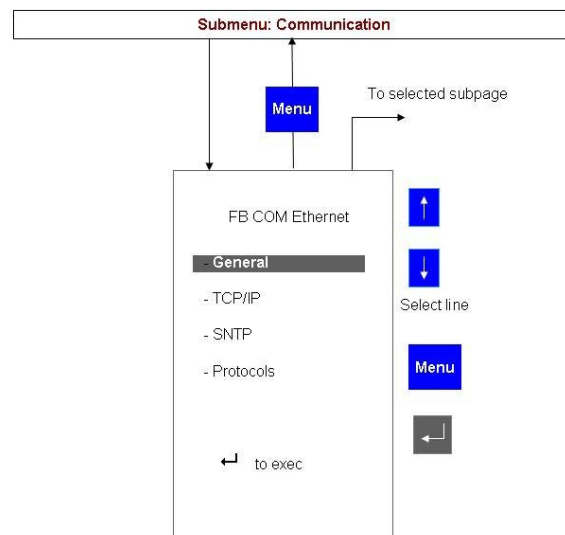 Submenu: Communication
To selected subpage
Menu
FB COM Ethernet
- General
- TCP/IP
Select line
- SNTP
- Protocols
Menu
to exec